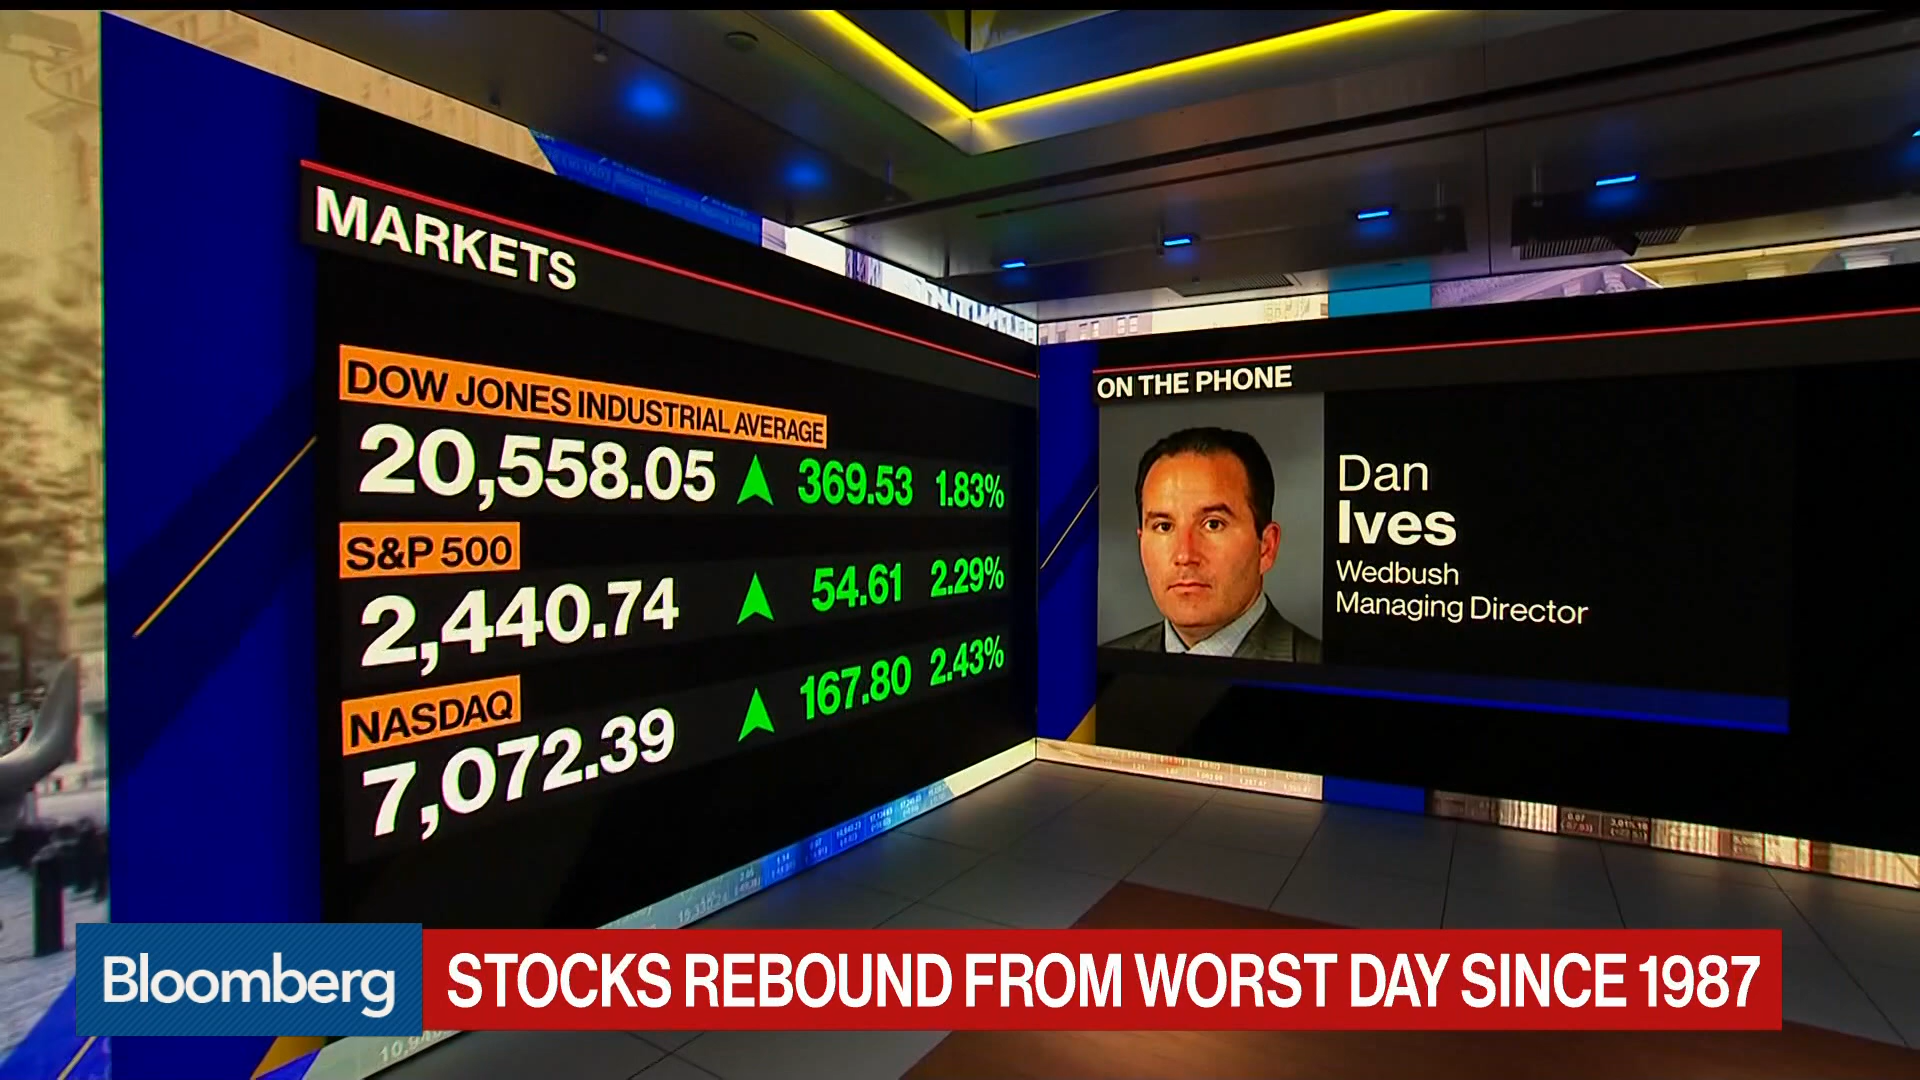 MARKETS
DOW JONES INDUSTRIAL AVERAGE
20,558.05 369.53 1.83%
S&P 500
2,440.74 54.61 2.29%
NASDAQ
7,072.39 167.80 2.43%
ON THE PHONE
Dan
Ives
Wedbush
Managing Director
Bloomberg
STOCKS REBOUND FROM WORST DAY SINCE 1987